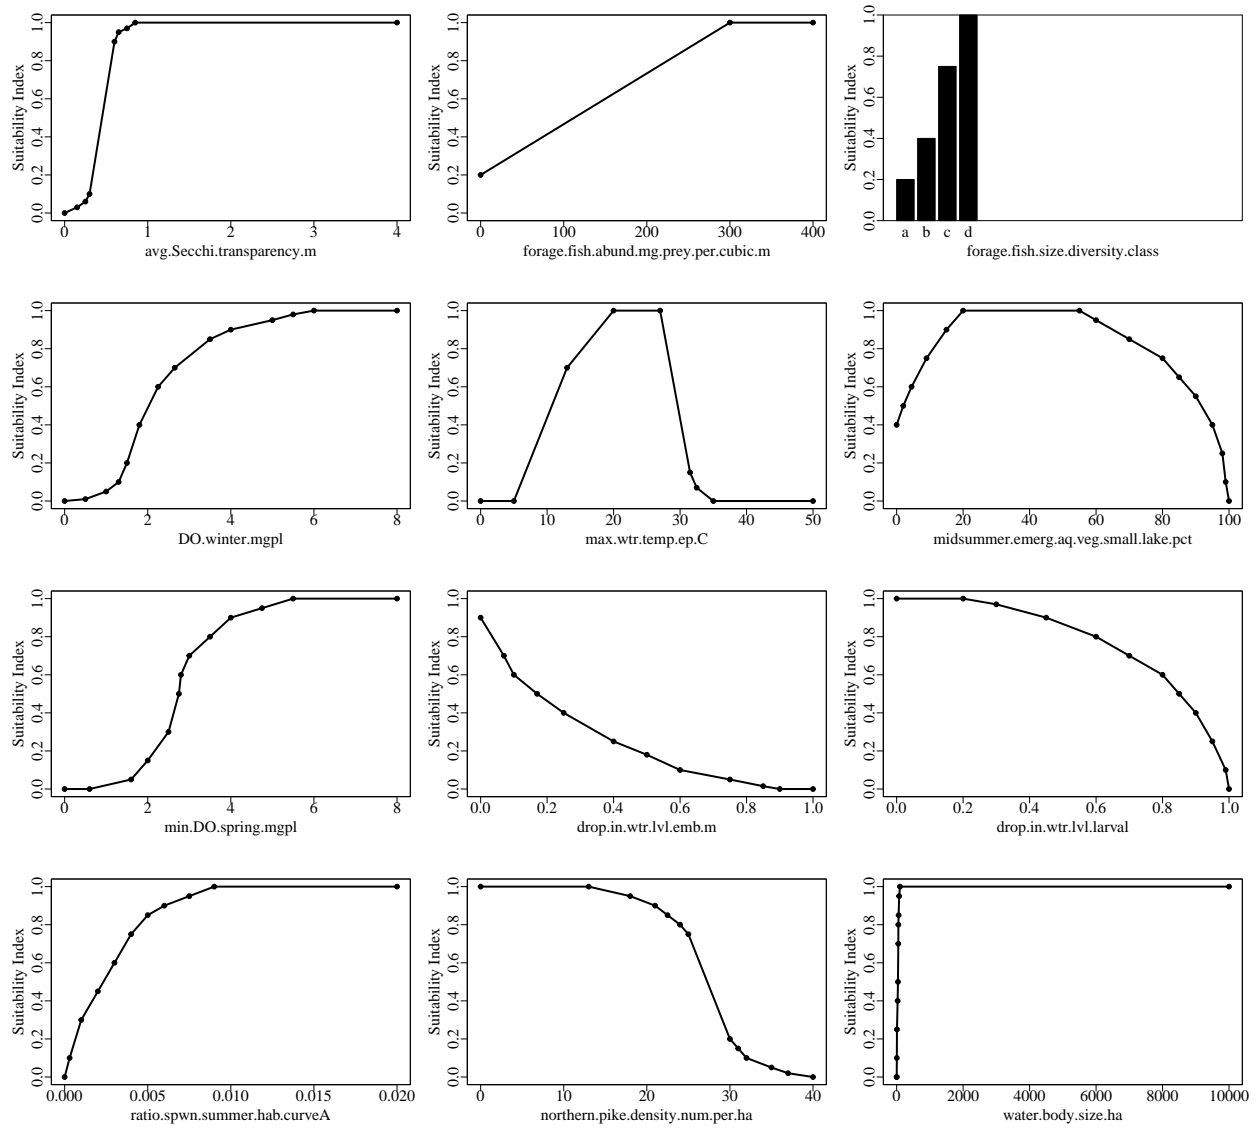 Suitability Index
0.0 0.2 0.4 0.6 0.8 1.0
0 1 2 3 4
avg.Secchi.transparency.m
Suitability Index
0.0 0.2 0.4 0.6 0.8 1.0
0 100 200 300 400
forage.fish.abund.mg.prey.per.cubic.m
Suitability Index
0.0 0.2 0.4 0.6 0.8 1.0
a b c d
forage.fish.size.diversity.class
Suitability Index
0.0 0.2 0.4 0.6 0.8 1.0
0 2 4 6 8
DO.winter.mgpl
Suitability Index
0.0 0.2 0.4 0.6 0.8 1.0
0 10 20 30 40 50
max.wtr.temp.ep.C
Suitability Index
0.0 0.2 0.4 0.6 0.8 1.0
0 20 40 60 80 100
midsummer.emerg.aq.veg.small.lake.pct
Suitability Index
0.0 0.2 0.4 0.6 0.8 1.0
0 2 4 6 8
min.DO.spring.mgpl
Suitability Index
0.0 0.2 0.4 0.6 0.8 1.0
0.0 0.2 0.4 0.6 0.8 1.0
drop.in.wtr.lvl.emb.m
Suitability Index
0.0 0.2 0.4 0.6 0.8 1.0
0.0 0.2 0.4 0.6 0.8 1.0
drop.in.wtr.lvl.larval
Suitability Index
0.0 0.2 0.4 0.6 0.8 1.0
0.000 0.005 0.010 0.015 0.020
ratio.spwn.summer.hab.curveA
Suitability Index
0.0 0.2 0.4 0.6 0.8 1.0
0 10 20 30 40
northern.pike.density.num.per.ha
Suitability Index
0.0 0.2 0.4 0.6 0.8 1.0
0 2000 4000 6000 8000 10000
water.body.size.ha